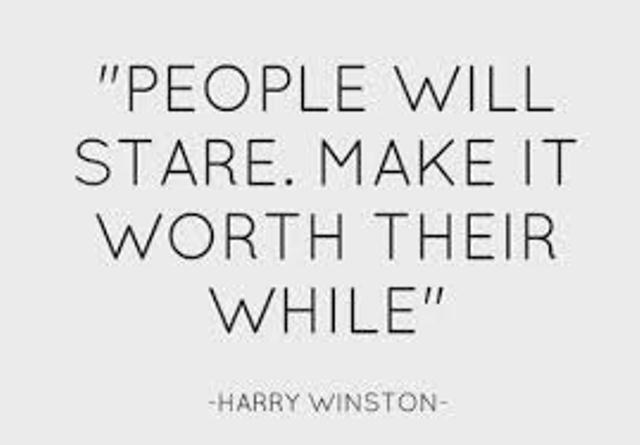 "PEOPLE WILL
STARE. MAKE IT
WORTH THEIR
WHILE"
-HARRY WINSTON-